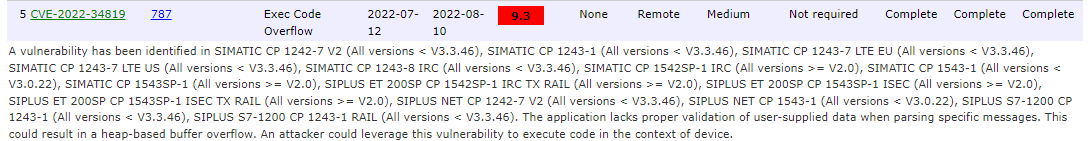 5 CVE-2022-34819 787 Exec Code Overflow 2022-07-12 2022-08-10 9.3 None Remote Medium Not required Complete Complete Complete
A vulnerability has been identified in SIMATIC CP 1242-7 V2 (All versions < V3.3.46), SIMATIC CP 1243-1 (All versions < V3.3.46), SIMATIC CP 1243-7 LTE EU (All versions < V3.3.46),
SIMATIC CP 1243-7 LTE US (All versions < V3.3.46), SIMATIC CP 1243-8 IRC (All versions < V3.3.46), SIMATIC CP 1542SP-1 IRC (All versions >= V2.0), SIMATIC CP 1543-1 (All versions <
V3.0.22), SIMATIC CP 1543SP-1 (All versions >= V2.0), SIPLUS ET 200SP CP 1542SP-1 IRC TX RAIL (All versions >= V2.0), SIPLUS ET 200SP CP 1543SP-1 ISEC (All versions >= V2.0),
SIPLUS ET 200SP CP 1543SP-1 ISEC TX RAIL (All versions >= V2.0), SIPLUS NET CP 1242-7 V2 (All versions < V3.3.46), SIPLUS NET CP 1543-1 (All versions < V3.0.22), SIPLUS S7-1200 CP
1243-1 (All versions < V3.3.46), SIPLUS S7-1200 CP 1243-1 RAIL (All versions < V3.3.46). The application lacks proper validation of user-supplied data when parsing specific messages. This
could result in a heap-based buffer overflow. An attacker could leverage this vulnerability to execute code in the context of device.